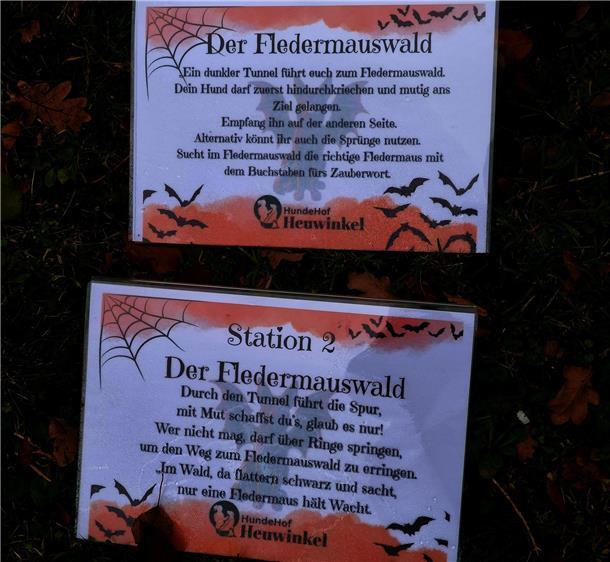 Der Fledermauswald
„Ein dunkler Tunnel führt euch zum Fledermauswald.
Dein Hund darf zuerst hindurchkriechen und mutig ans
Ziel gelangen.
Empfang ihn auf der anderen Seite.
Alternativ könnt ihr auch die Sprünge nutzen.
Sucht im Fledermauswald die richtige Fledermaus mit
dem Buchstaben fürs Zauberwort.
HundeHof
Heuwinkel
Station 2
Der Fledermauswald
Durch den Tunnel führt die Spur,
mit Mut schaffst du's, glaub es nur!
Wer nicht mag, darf über Ringe springen,
um den Weg zum Fledermauswald zu erringen.
„Im Wald, da flattern schwarz und sacht,
nur eine Fledermaus hält Wacht.
HundeHof
Heuwinkel